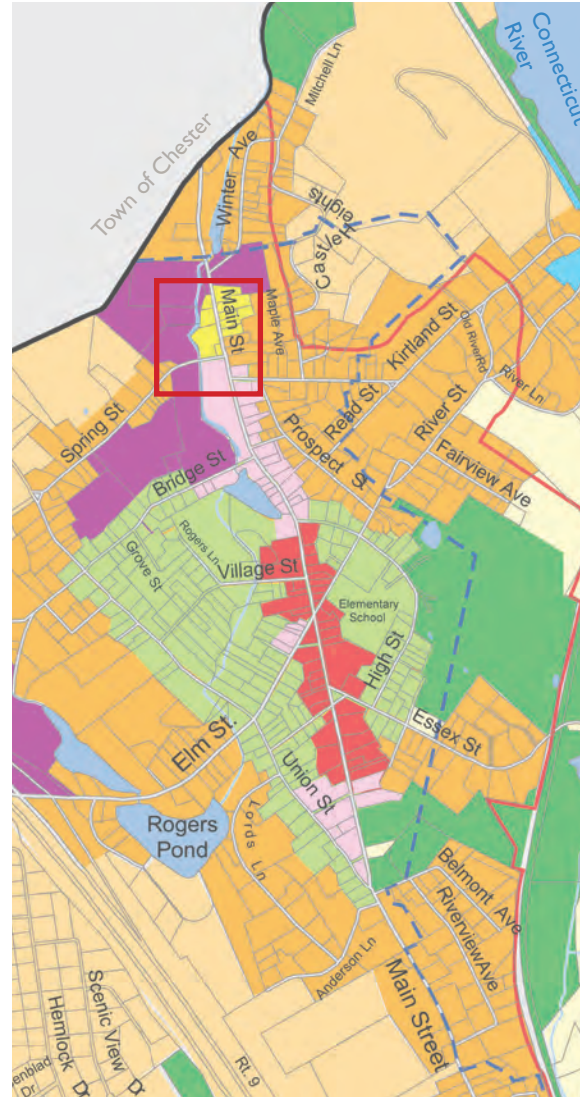 Connecticut
River
Mitchell Ln
Town of Chester
Winter Ave
Castle Heights
Main St
Maple Ave
Kirtland St
Old River Rd
River Ln
Read St
River St
Spring St
Prospect St
Fairview Ave
Bridge St
Rogers Ln
Grove St
Village St
Elementary
School
High St
Essex St
Elm St.
Union St
Rogers
Pond
Lords Ln
Belmont Ave
Riverview Ave
Anderson Ln
Main Street
Scenic View Dr
Hemlock Dr
enblad
Dr
Rt. 9